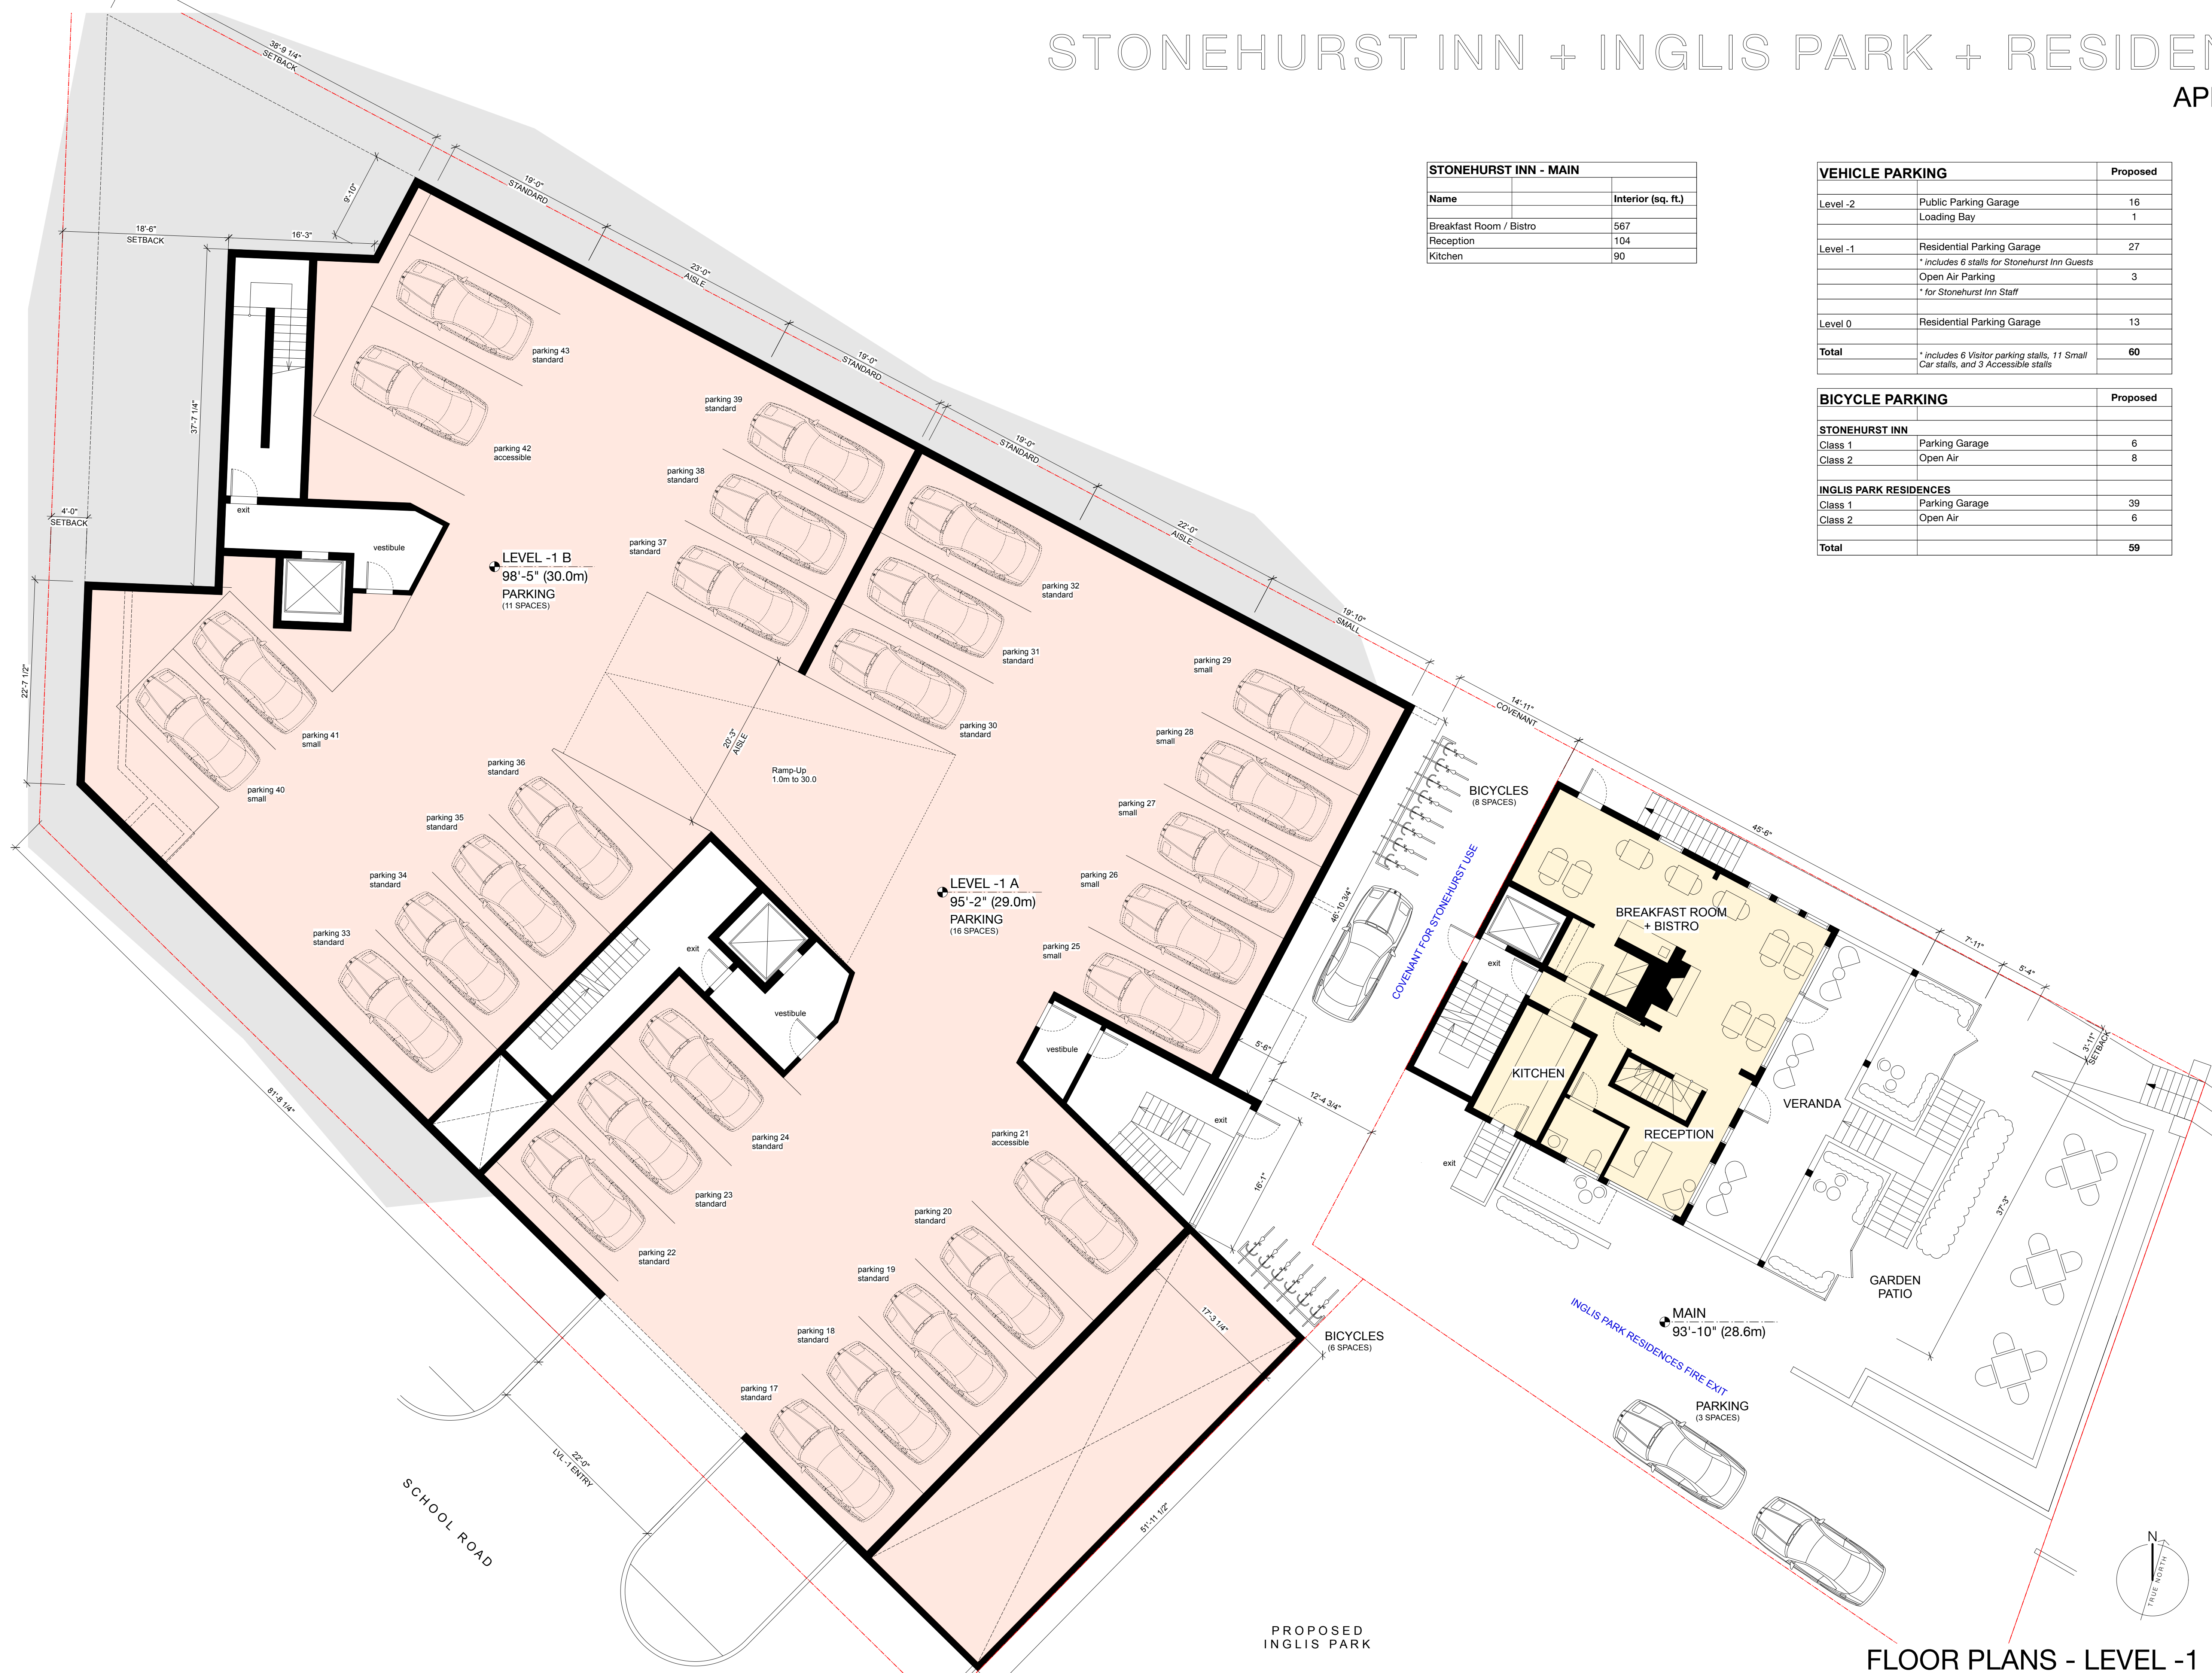 STONEHURST INN + INGLIS PARK + RESIDEN
AP
STONEHURST INN - MAIN
Name Interior (sq. ft.)
Breakfast Room / Bistro 567
Reception 104
Kitchen 90
VEHICLE PARKING Proposed
Level -2 Public Parking Garage 16
Loading Bay 1
Level -1 Residential Parking Garage 27
* includes 6 stalls for Stonehurst Inn Guests
Open Air Parking 3
* for Stonehurst Inn Staff
Level 0 Residential Parking Garage 13
Total 60
* includes 6 Visitor parking stalls, 11 Small
Car stalls, and 3 Accessible stalls
BICYCLE PARKING Proposed
STONEHURST INN
Class 1 Parking Garage 6
Class 2 Open Air 8
INGLIS PARK RESIDENCES
Class 1 Parking Garage 39
Class 2 Open Air 6
Total 59
38'-9 1/4"
SETBACK
19'-0"
STANDARD
9'-10"
18'-6"
SETBACK
16'-3"
23'-0"
AISLE
19'-0"
STANDARD
19'-0"
STANDARD
22'-0"
AISLE
19'-10"
SMALL
14'-11"
COVENANT
45'-6"
7'-11"
5'-4"
3'-11"
SETBACK
37'-7 1/4"
4'-0"
SETBACK
22'-7 1/2"
81'-8 1/4"
parking 43
standard
parking 42
accessible
parking 39
standard
parking 38
standard
parking 37
standard
exit
vestibule
LEVEL -1 B
98'-5" (30.0m)
PARKING
(11 SPACES)
parking 32
standard
parking 31
standard
parking 30
standard
parking 41
small
parking 40
small
parking 36
standard
parking 35
standard
parking 34
standard
parking 33
standard
20'-3"
AISLE
Ramp-Up
1.0m to 30.0
parking 29
small
parking 28
small
parking 27
small
parking 26
small
parking 25
small
LEVEL -1 A
95'-2" (29.0m)
PARKING
(16 SPACES)
exit
vestibule
vestibule
exit
parking 24
standard
parking 23
standard
parking 22
standard
parking 21
accessible
parking 20
standard
parking 19
standard
parking 18
standard
parking 17
standard
BICYCLES
(8 SPACES)
46'-10 3/4"
COVENANT FOR STONEHURST USE
5'-6"
12'-4 3/4"
16'-1"
17'-3 1/4"
51'-11 1/2"
BICYCLES
(6 SPACES)
BREAKFAST ROOM
+ BISTRO
exit
KITCHEN
RECEPTION
exit
VERANDA
GARDEN
PATIO
37'-3"
MAIN
93'-10" (28.6m)
INGLIS PARK RESIDENCES FIRE EXIT
PARKING
(3 SPACES)
22'-0"
LVL -1 ENTRY
SCHOOL ROAD
PROPOSED
INGLIS PARK
N
TRUE NORTH
FLOOR PLANS - LEVEL -1